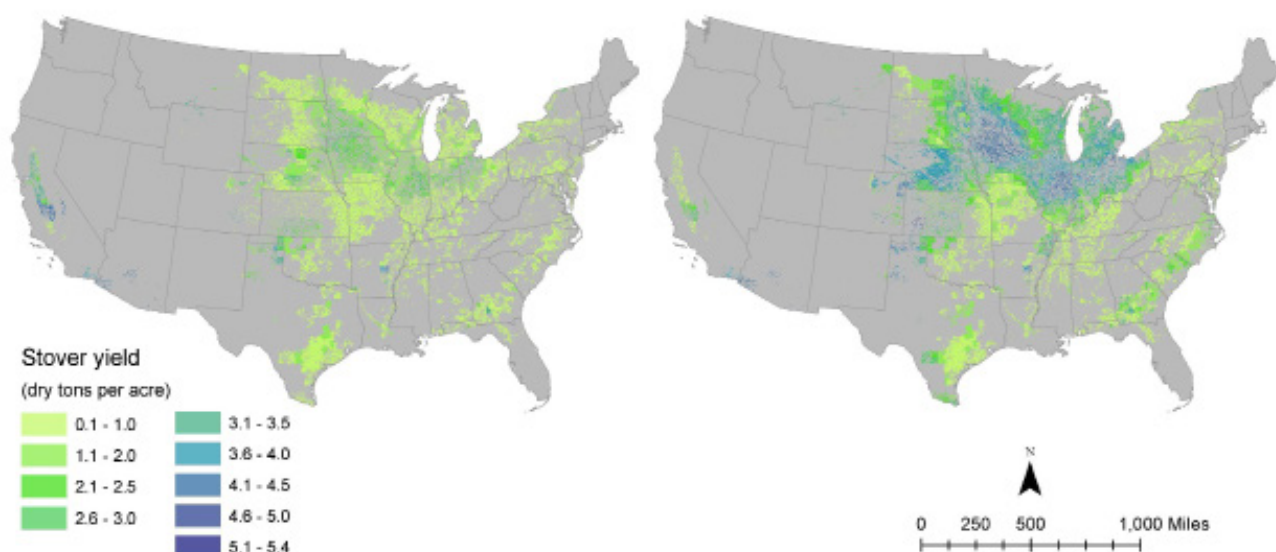 Stover yield
(dry tons per acre)
0.1 - 1.0
1.1 - 2.0
2.1 - 2.5
2.6 - 3.0
3.1 - 3.5
3.6 - 4.0
4.1 - 4.5
4.6 - 5.0
5.1 - 5.4
N
0 250 500 1,000 Miles